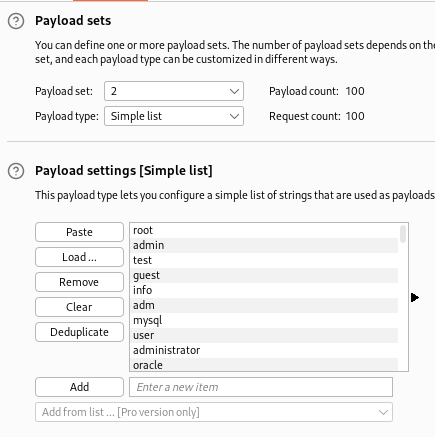 Payload sets
You can define one or more payload sets. The number of payload sets depends on the
set, and each payload type can be customized in different ways.
Payload set: 2 Payload count: 100
Payload type: Simple list Request count: 100
Payload settings [Simple list]
This payload type lets you configure a simple list of strings that are used as payloads
Paste
Load ...
Remove
Clear
Deduplicate
root
admin
test
guest
info
adm
mysql
user
administrator
oracle
Add Enter a new item
Add from list ... [Pro version only]